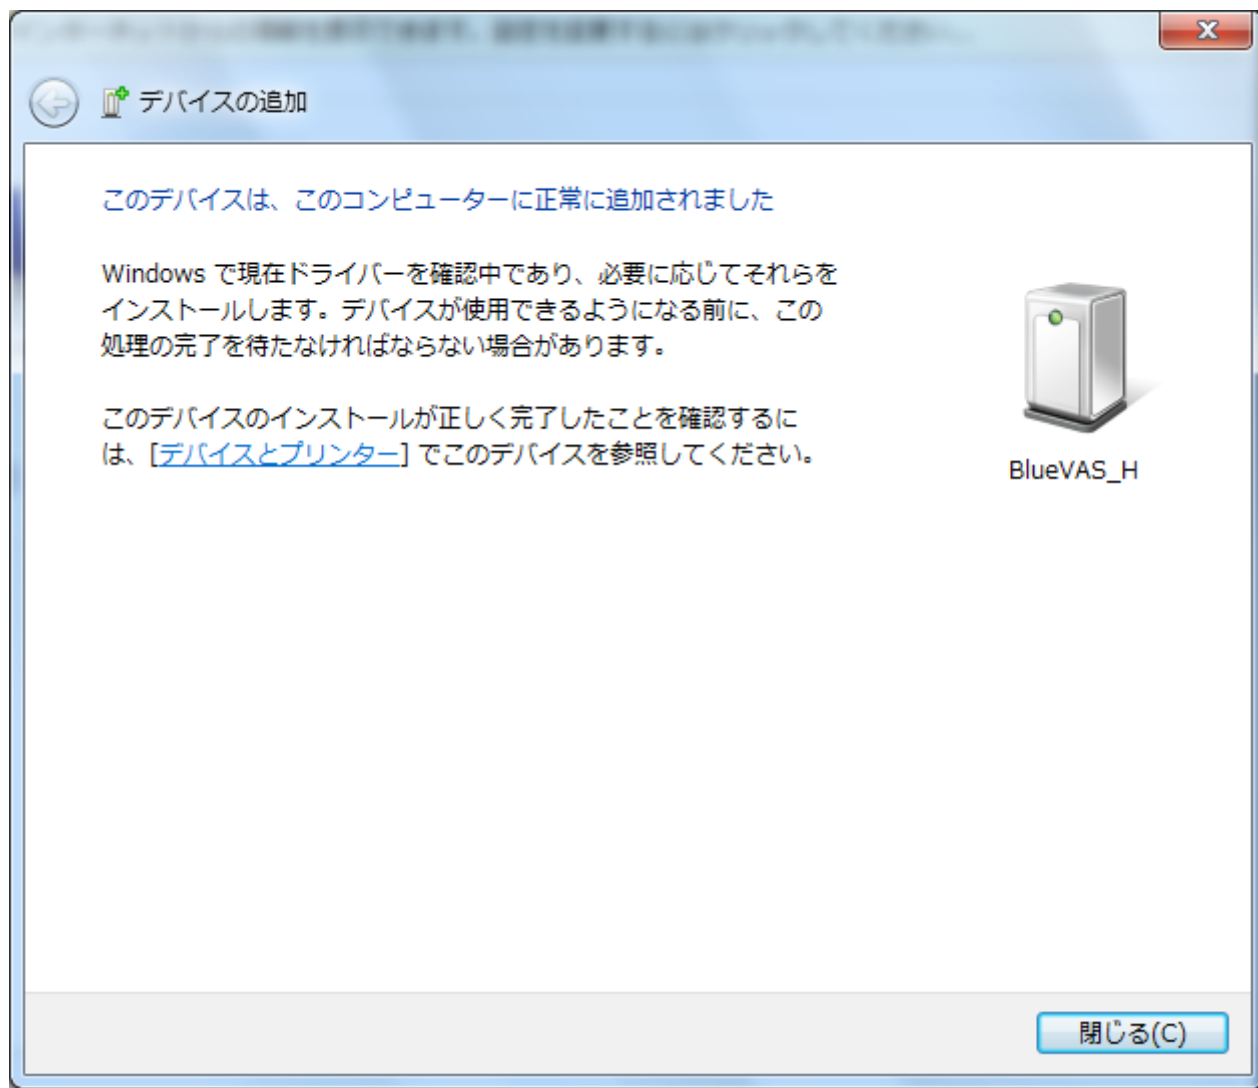 デバイスの追加
このデバイスは、このコンピューターに正常に追加されました
Windows で現在ドライバーを確認中であり、必要に応じてそれらを
インストールします。デバイスが使用できるようになる前に、この
処理の完了を待たなければならない場合があります。
このデバイスのインストールが正しく完了したことを確認するに
は、[デバイスとプリンター] でこのデバイスを参照してください。
BlueVAS_H
閉じる(C)